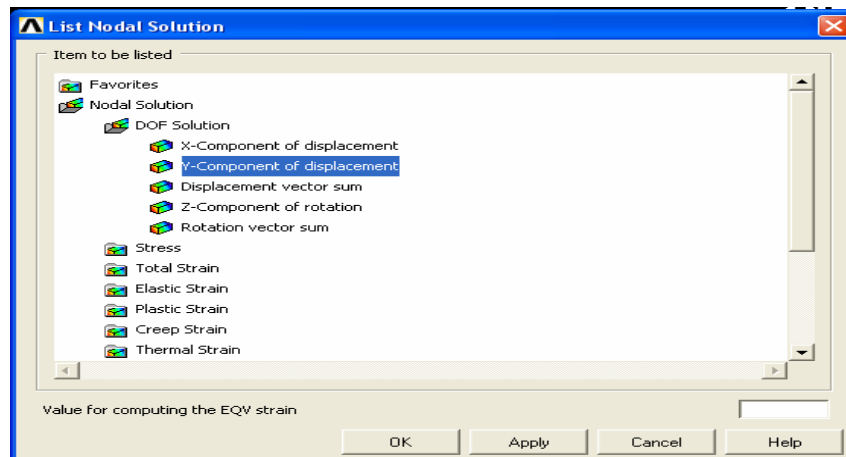 List Nodal Solution
Item to be listed
Favorites
Nodal Solution
DOF Solution
X-Component of displacement
Y-Component of displacement
Displacement vector sum
Z-Component of rotation
Rotation vector sum
Stress
Total Strain
Elastic Strain
Plastic Strain
Creep Strain
Thermal Strain
Value for computing the EQV strain
OK Apply Cancel Help